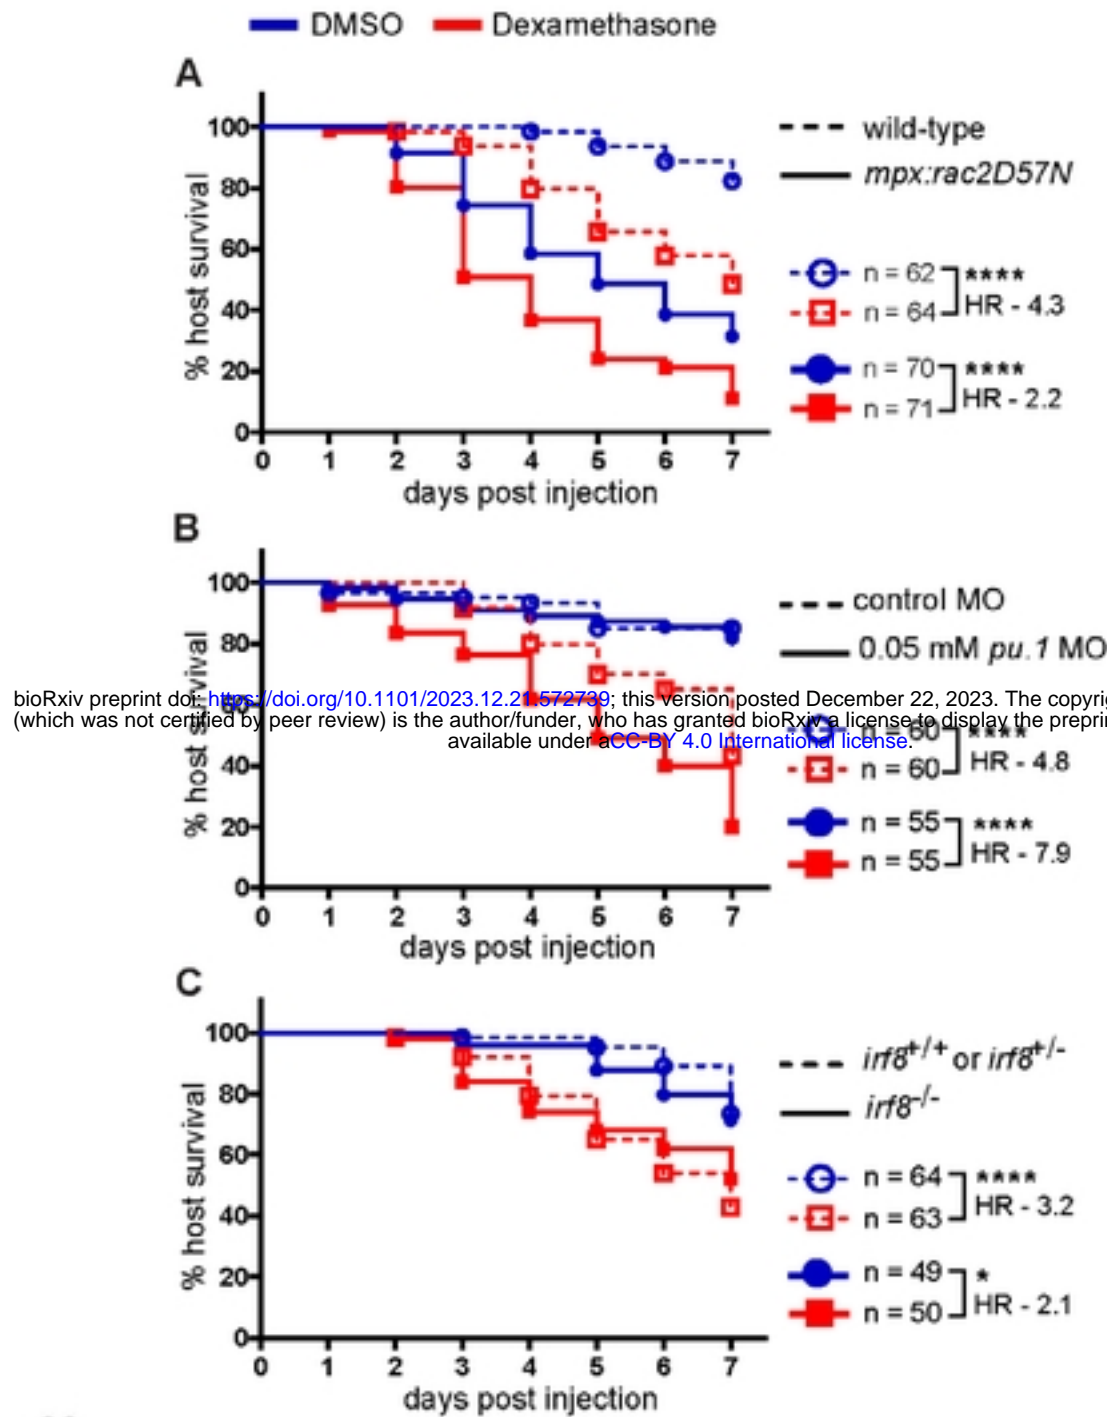 DMSO Dexamethasone
A
100
80
60
40
20
0
% host survival
0 1 2 3 4 5 6 7
days post injection
wild-type
mpx:rac2D57N
n = 62
n = 64
****
HR - 4.3
n = 70
n = 71
****
HR - 2.2
B
100
80
60
40
20
0
% host survival
0 1 2 3 4 5 6 7
days post injection
control MO
0.05 mM pu.1 MO
bioRxiv preprint doi: https://doi.org/10.1101/2023.12.21.572739; this version posted December 22, 2023. The copyrig
(which was not certified by peer review) is the author/funder, who has granted bioRxiv a license to display the preprin
available under aCC-BY 4.0 International license.
n = 60
n = 60
****
HR - 4.8
n = 55
n = 55
****
HR - 7.9
C
100
80
60
40
20
0
% host survival
0 1 2 3 4 5 6 7
days post injection
irf8+/+ or irf8+/-
irf8-/-
n = 64
n = 63
****
HR - 3.2
n = 49
n = 50
*
HR - 2.1